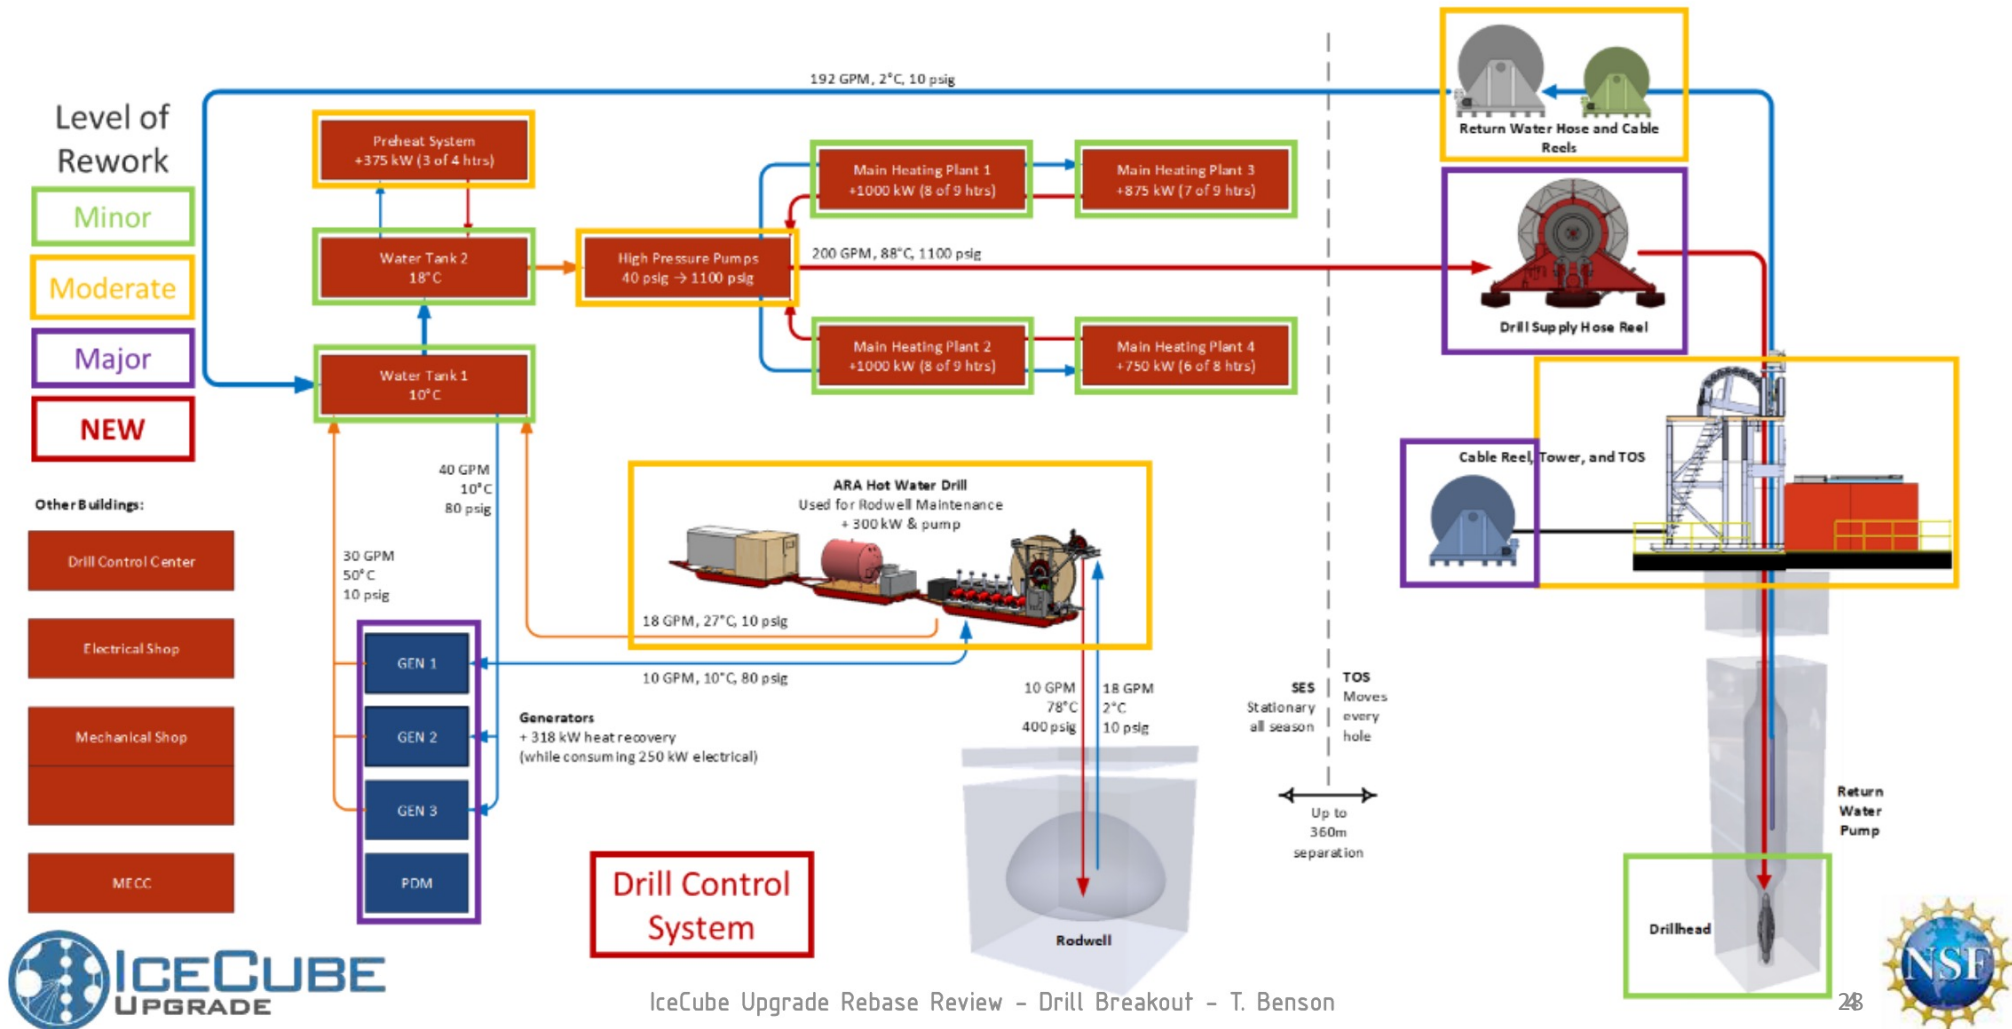 192 GPM, 2°C, 10 psig
Level of
Rework
Minor
Moderate
Major
NEW
Other Buildings:
Drill Control Center
Electrical Shop
Mechanical Shop
MECC
Preheat System
+375 kW (3 of 4 htrs)
Water Tank 2
18°C
Water Tank 1
10°C
High Pressure Pumps
40 psig → 1100 psig
Main Heating Plant 1
+1000 kW (8 of 9 htrs)
Main Heating Plant 3
+875 kW (7 of 9 htrs)
200 GPM, 88°C, 1100 psig
Main Heating Plant 2
+1000 kW (8 of 9 htrs)
Main Heating Plant 4
+750 kW (6 of 8 htrs)
Return Water Hose and Cable
Reels
Drill Supply Hose Reel
Cable Reel, Tower, and TOS
40 GPM
10°C
80 psig
30 GPM
50°C
10 psig
ARA Hot Water Drill
Used for Rodwell Maintenance
+ 300 kW & pump
18 GPM, 27°C, 10 psig
10 GPM, 10°C, 80 psig
GEN 1
GEN 2
GEN 3
PDM
Generators
+ 318 kW heat recovery
(while consuming 250 kW electrical)
10 GPM
78°C
400 psig
18 GPM
2°C
10 psig
Rodwell
SES
Stationary
all season
TOS
Moves
every
hole
Up to
360m
separation
Return
Water
Pump
Drillhead
Drill Control
System
ICECUBE
UPGRADE
IceCube Upgrade Rebase Review - Drill Breakout - T. Benson
NSF